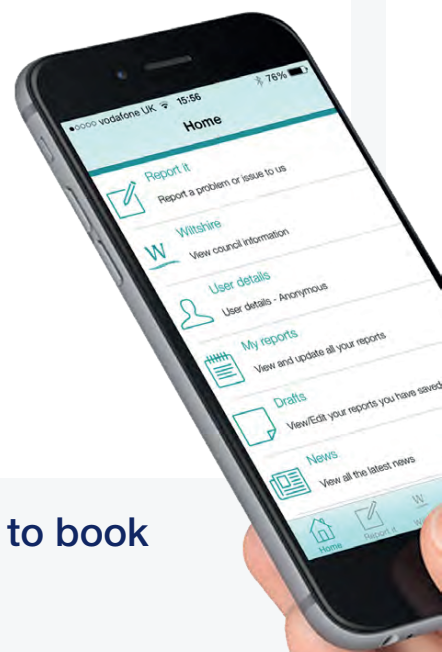 vodafone UK 15:56 76%
Home
Report it
Report a problem or issue to us
W
Wiltshire
View council information
User details
User details - Anonymous
My reports
View and update all your reports
Drafts
View/Edit your reports you have saved
News
View all the latest news
Home Report it W
to book